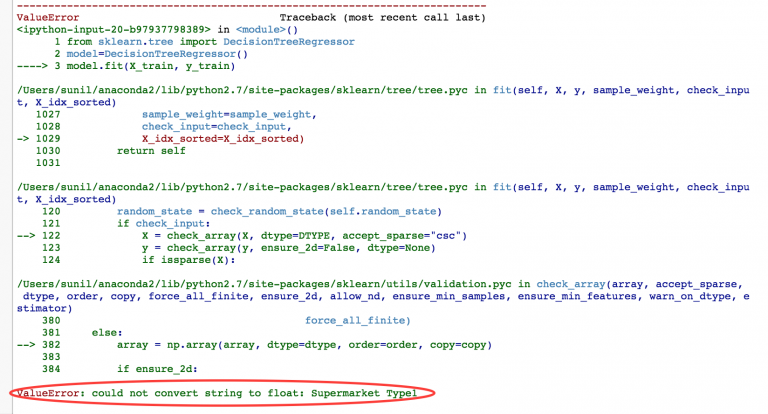 ---------------------------------------------------------------------------
ValueError                                Traceback (most recent call last)
<ipython-input-20-b97937798389> in <module>()
      1 from sklearn.tree import DecisionTreeRegressor
      2 model=DecisionTreeRegressor()
----> 3 model.fit(X_train, y_train)
/Users/sunil/anaconda2/lib/python2.7/site-packages/sklearn/tree/tree.pyc in fit(self, X, y, sample_weight, check_inpu
t, X_idx_sorted)
   1027             sample_weight=sample_weight,
   1028             check_input=check_input,
-> 1029             X_idx_sorted=X_idx_sorted)
   1030         return self
   1031
/Users/sunil/anaconda2/lib/python2.7/site-packages/sklearn/tree/tree.pyc in fit(self, X, y, sample_weight, check_inpu
t, X_idx_sorted)
    120         random_state = check_random_state(self.random_state)
    121         if check_input:
--> 122             X = check_array(X, dtype=DTYPE, accept_sparse="csc")
    123             y = check_array(y, ensure_2d=False, dtype=None)
    124             if issparse(X):
/Users/sunil/anaconda2/lib/python2.7/site-packages/sklearn/utils/validation.pyc in check_array(array, accept_sparse,
 dtype, order, copy, force_all_finite, ensure_2d, allow_nd, ensure_min_samples, ensure_min_features, warn_on_dtype, e
stimator)
    380                                       force_all_finite)
    381     else:
--> 382         array = np.array(array, dtype=dtype, order=order, copy=copy)
    383
    384         if ensure_2d:
ValueError: could not convert string to float: Supermarket Type1